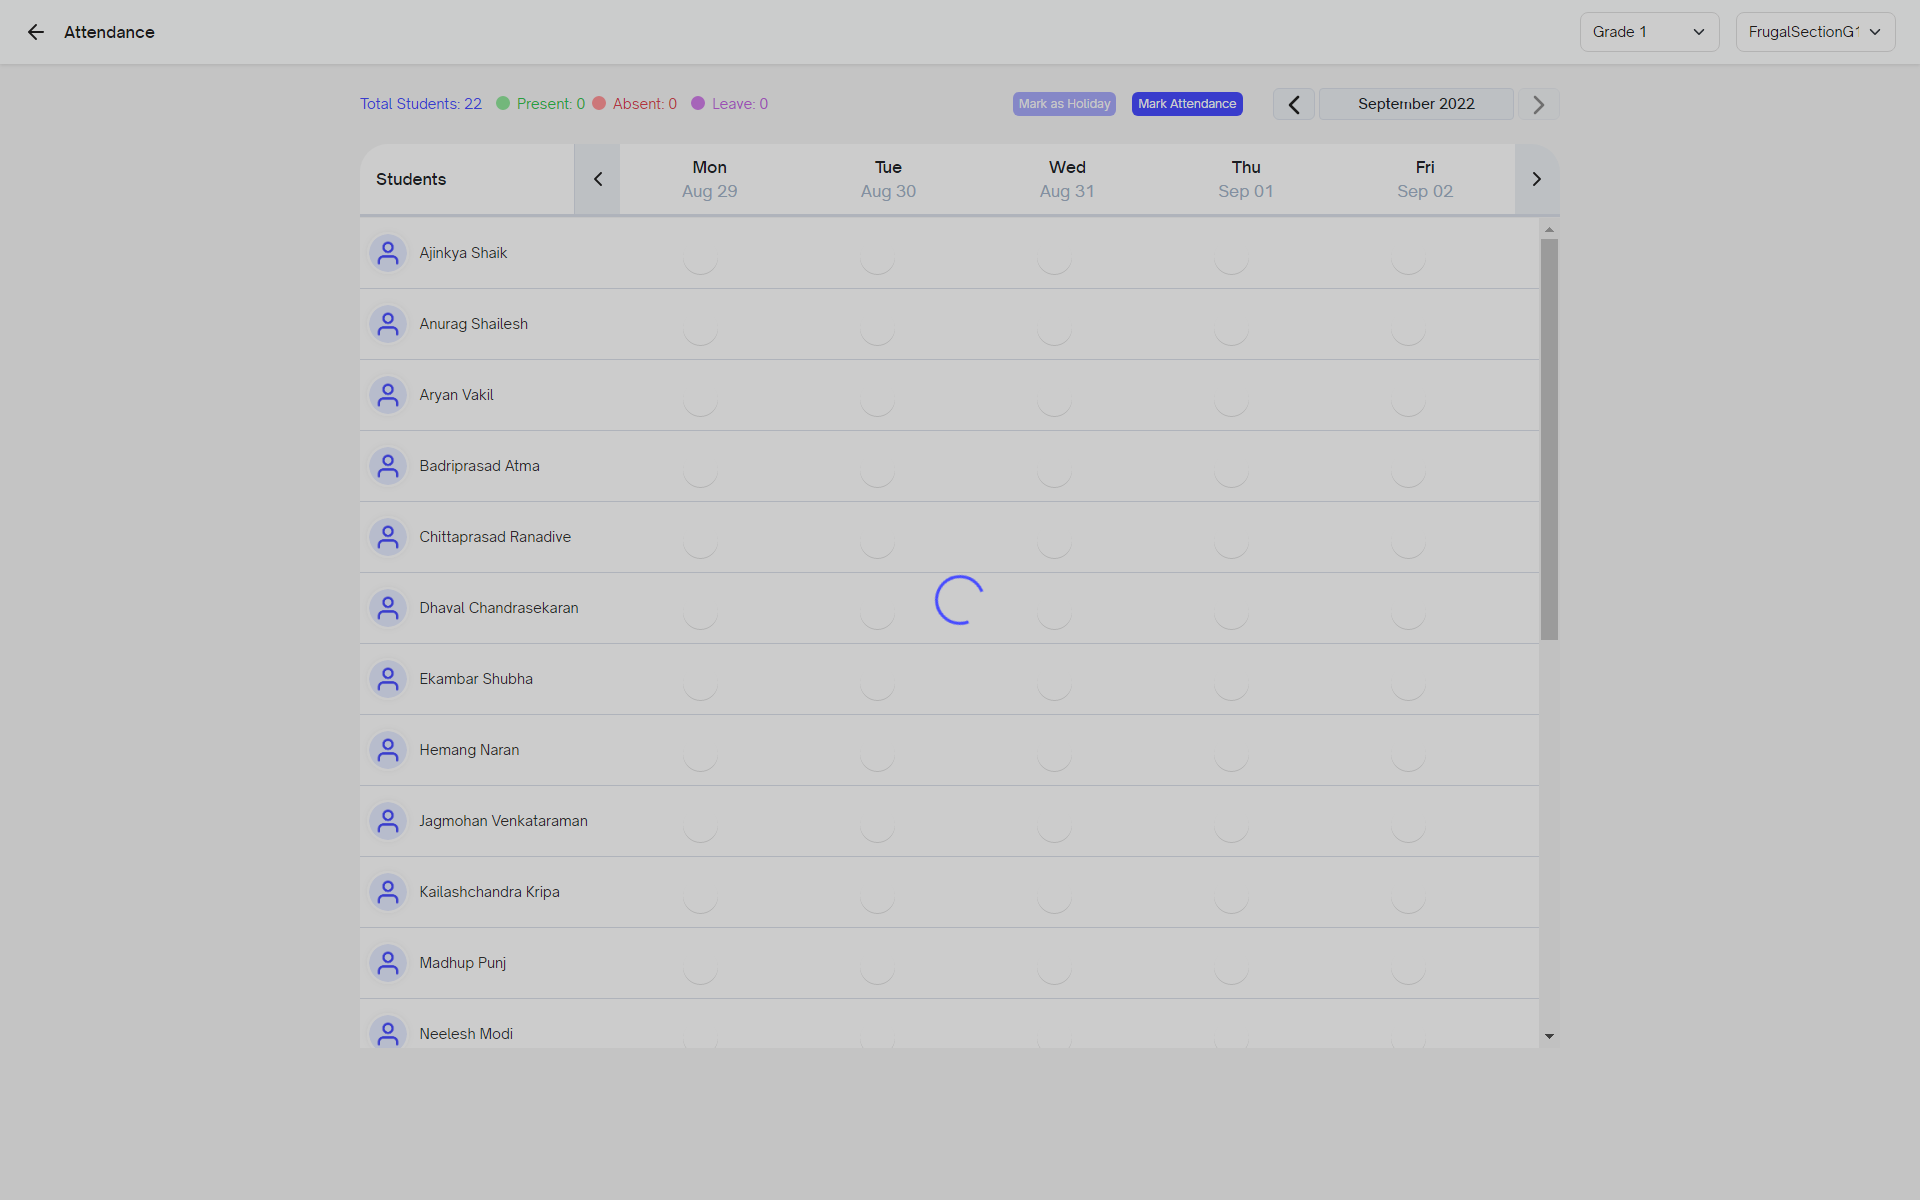 Attendance
Grade 1
FrugalSectionG1
Total Students: 22 Present: 0 Absent: 0 Leave: 0
Mark as Holiday
Mark Attendance
September 2022
Students
Mon Tue Wed Thu Fri
Aug 29 Aug 30 Aug 31 Sep 01 Sep 02
Ajinkya Shaik
Anurag Shailesh
Aryan Vakil
Badriprasad Atma
Chittaprasad Ranadive
Dhaval Chandrasekaran
Ekambar Shubha
Hemang Naran
Jagmohan Venkataraman
Kailashchandra Kripa
Madhup Punj
Neelesh Modi